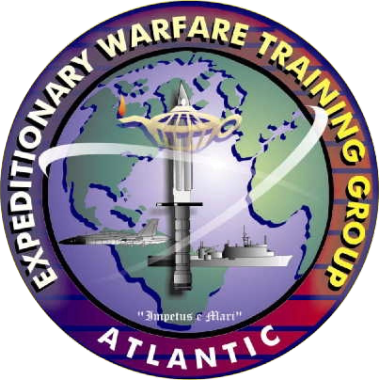 EXPEDITIONARY WARFARE TRAINING GROUP
"Impetus e Mari"
ATLANTIC